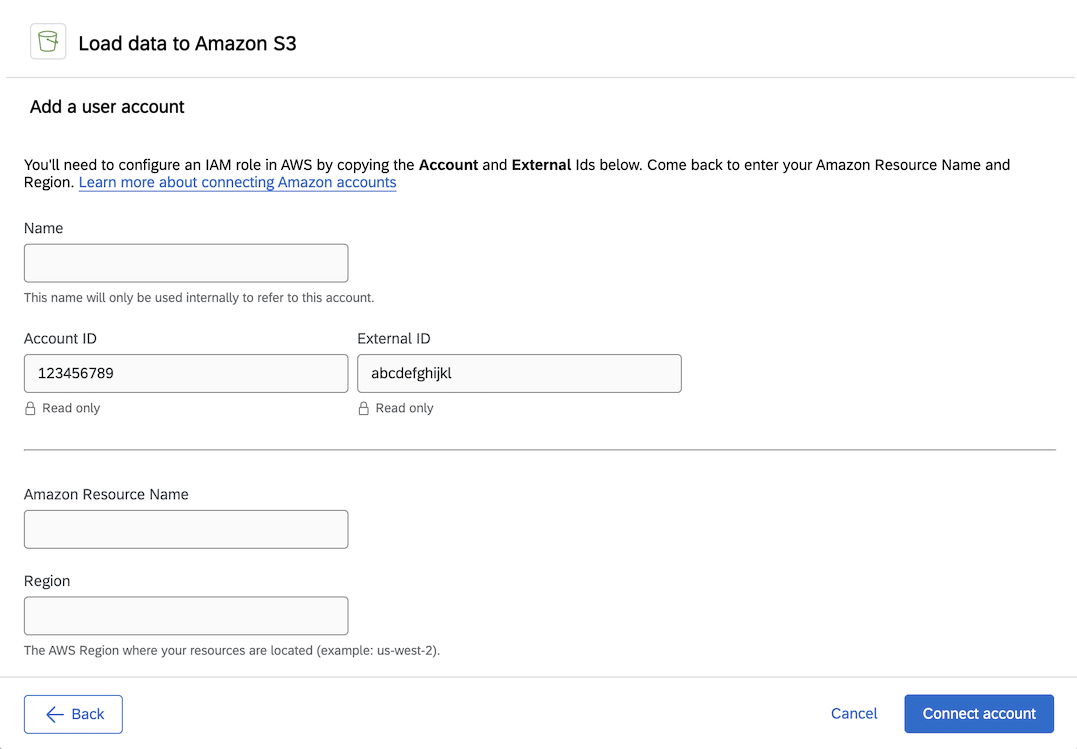 Load data to Amazon S3
Add a user account
You'll need to configure an IAM role in AWS by copying the Account and External Ids below. Come back to enter your Amazon Resource Name and
Region. Learn more about connecting Amazon accounts
Name
This name will only be used internally to refer to this account.
Account ID
External ID
123456789
abcdefghijkl
Read only
Read only
Amazon Resource Name
Region
The AWS Region where your resources are located (example: us-west-2).
Back
Cancel
Connect account